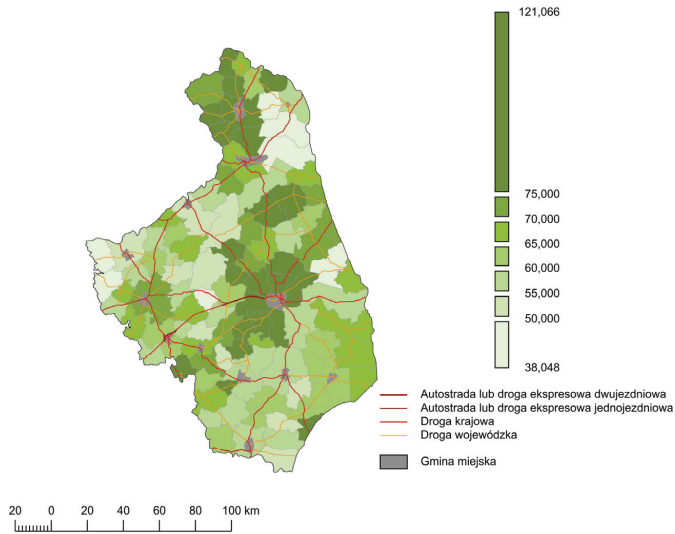 121,066
75,000
70,000
65,000
60,000
55,000
50,000
38,048
Autostrada lub droga ekspresowa dwujezdniowa
Autostrada lub droga ekspresowa jednojezdniowa
Droga krajowa
Droga wojewódzka
Gmina miejska
20 0 20 40 60 80 100 km